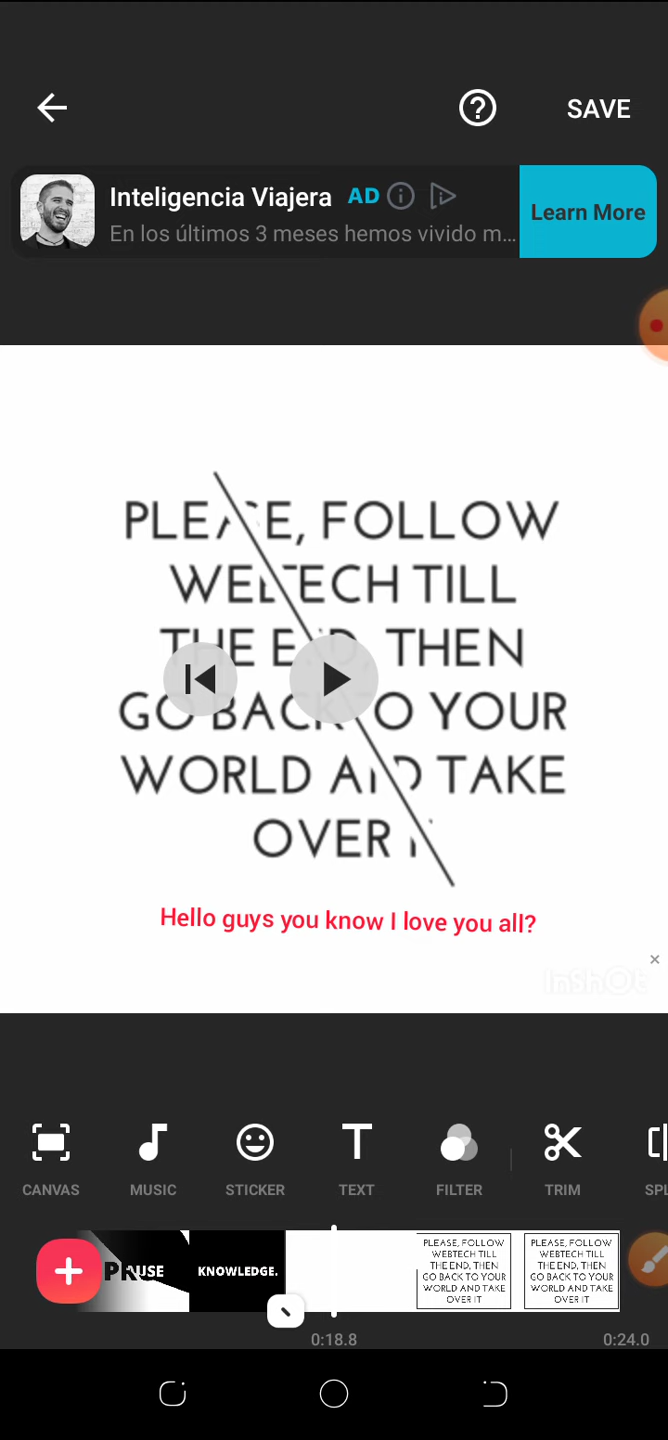 SAVE
Inteligencia Viajera AD
En los últimos 3 meses hemos vivido m...
Learn More
PLEASE, FOLLOW
WEBTECH TILL
THE END, THEN
GO BACK TO YOUR
WORLD AND TAKE
OVER IT
Hello guys you know I love you all?
InShOt
CANVAS
MUSIC
STICKER
TEXT
FILTER
TRIM
SPL
KNOWLEDGE.
PLEASE, FOLLOW
WEBTECH TILL
THE END, THEN
GO BACK TO YOUR
WORLD AND TAKE
OVER IT
PLEASE, FOLLOW
WEBTECH TILL
THE END, THEN
GO BACK TO YOUR
WORLD AND TAKE
OVER IT
0:18.8
0:24.0